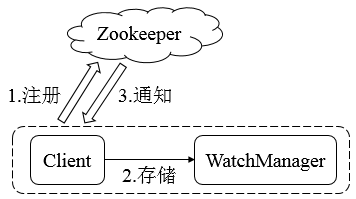 Zookeeper
1.注册
3.通知
Client
2.存储
WatchManager